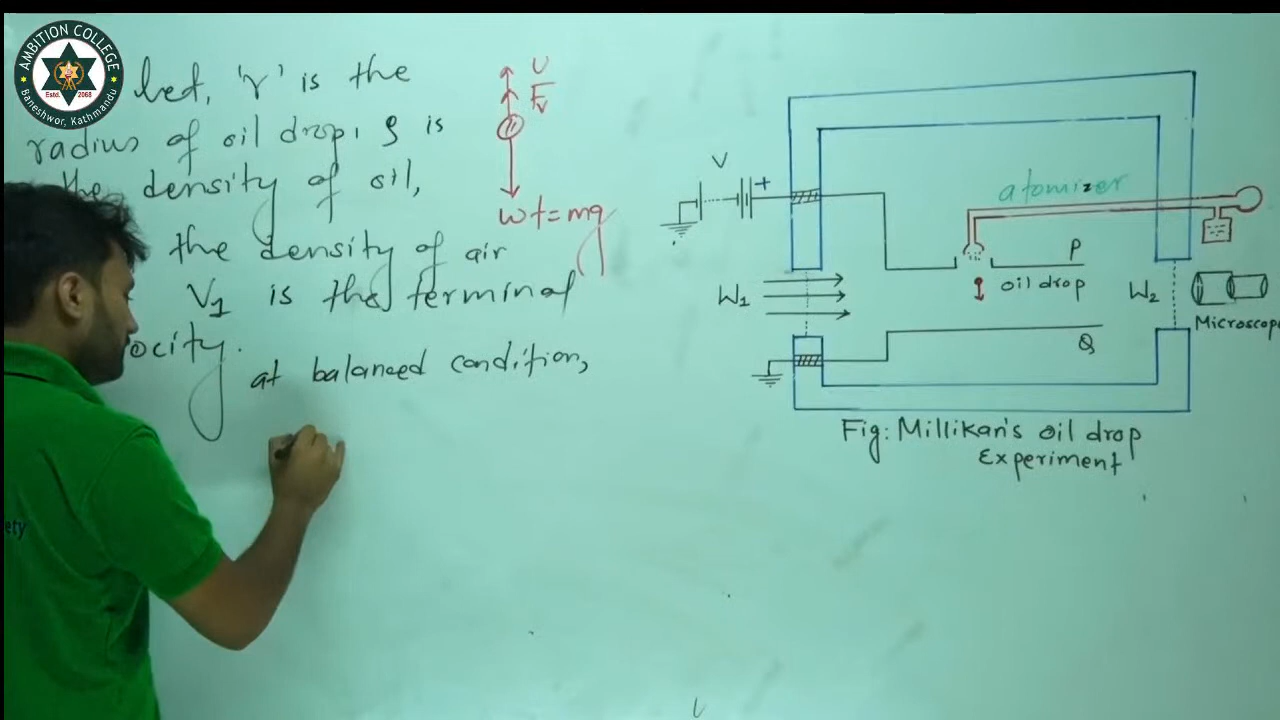 AMBITION COLLEGE
Estd. 2068
Baneshwor, Kathmandu
let, 'r' is the
radius of oil drop, ρ is
the density of oil,
the density of air
V1 is the terminal
ocity.
at balanced condition,
U
Fv
wt=mg
V
+
atomizer
P
oil drop
W1
W2
Microscope
Q
Fig: Millikan's oil drop
Experiment
ety